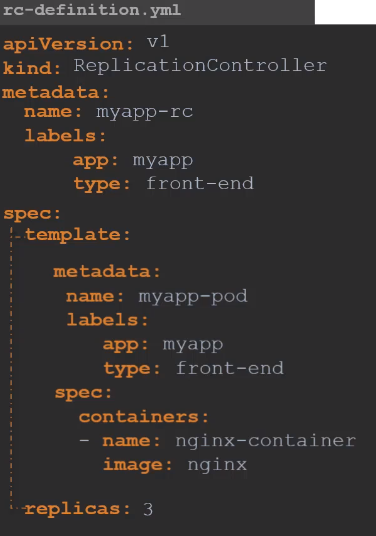 rc-definition.yml
apiVersion: v1
kind: ReplicationController
metadata:
name: myapp-rc
labels:
app: myapp
type: front-end
spec:
template:
metadata:
name: myapp-pod
labels:
app: myapp
type: front-end
spec:
containers:
- name: nginx-container
image: nginx
replicas: 3